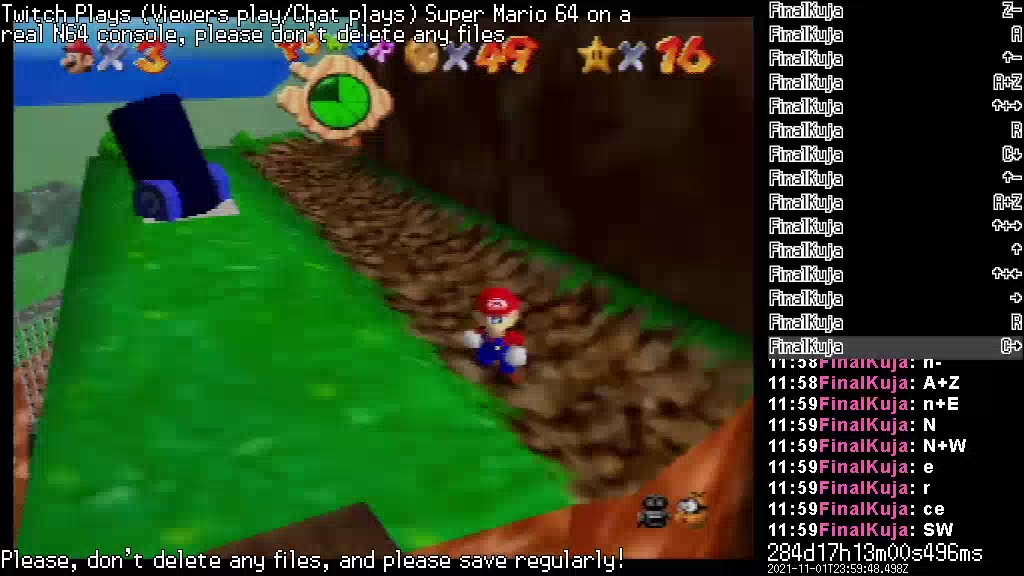 Twitch Plays (Viewers play/Chat plays) Super Mario 64 on a
real N64 console, please don't delete any files
×3
×49
×16
FinalKuja Z-
FinalKuja A
FinalKuja ↑-
FinalKuja A+Z
FinalKuja ↑+→
FinalKuja R
FinalKuja C→
FinalKuja ↑-
FinalKuja A+Z
FinalKuja ↑+→
FinalKuja ↑
FinalKuja ↑+←
FinalKuja →
FinalKuja R
FinalKuja C→
11:58FinalKuja: n-
11:58FinalKuja: A+Z
11:59FinalKuja: n+E
11:59FinalKuja: N
11:59FinalKuja: N+W
11:59FinalKuja: e
11:59FinalKuja: r
11:59FinalKuja: ce
11:59FinalKuja: SW
284d17h13m00s496ms
2021-11-01T23:59:48.498Z
Please, don't delete any files, and please save regularly!